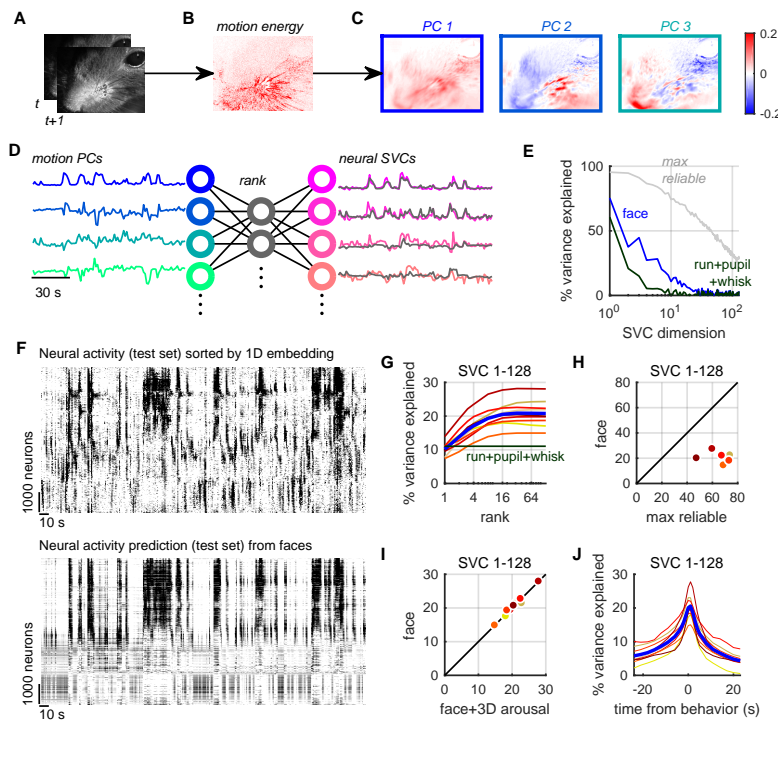 A
t
t+1
B
motion energy
C
PC 1
PC 2
PC 3
0.2
0
-0.2
D
motion PCs
rank
neural SVCs
30 s
E
% variance explained
100
50
0
max
reliable
face
run+pupil
+whisk
10^0
10^1
10^2
SVC dimension
F
Neural activity (test set) sorted by 1D embedding
1000 neurons
10 s
Neural activity prediction (test set) from faces
1000 neurons
10 s
G
SVC 1-128
% variance explained
30
20
10
0
run+pupil+whisk
1
4
16
64
rank
H
SVC 1-128
face
80
60
40
20
0
0
20
40
60
80
max reliable
I
SVC 1-128
face
30
20
10
0
0
10
20
30
face+3D arousal
J
SVC 1-128
% variance explained
30
20
10
0
-20
0
20
time from behavior (s)